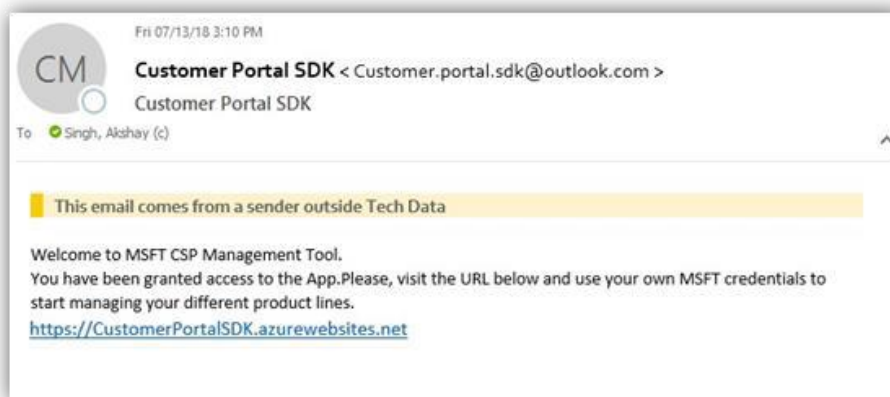 Fri 07/13/18 3:10 PM
CM
Customer Portal SDK < Customer.portal.sdk@outlook.com >
Customer Portal SDK
To Singh, Akshay (c)
This email comes from a sender outside Tech Data
Welcome to MSFT CSP Management Tool.
You have been granted access to the App.Please, visit the URL below and use your own MSFT credentials to
start managing your different product lines.
https://CustomerPortalSDK.azurewebsites.net